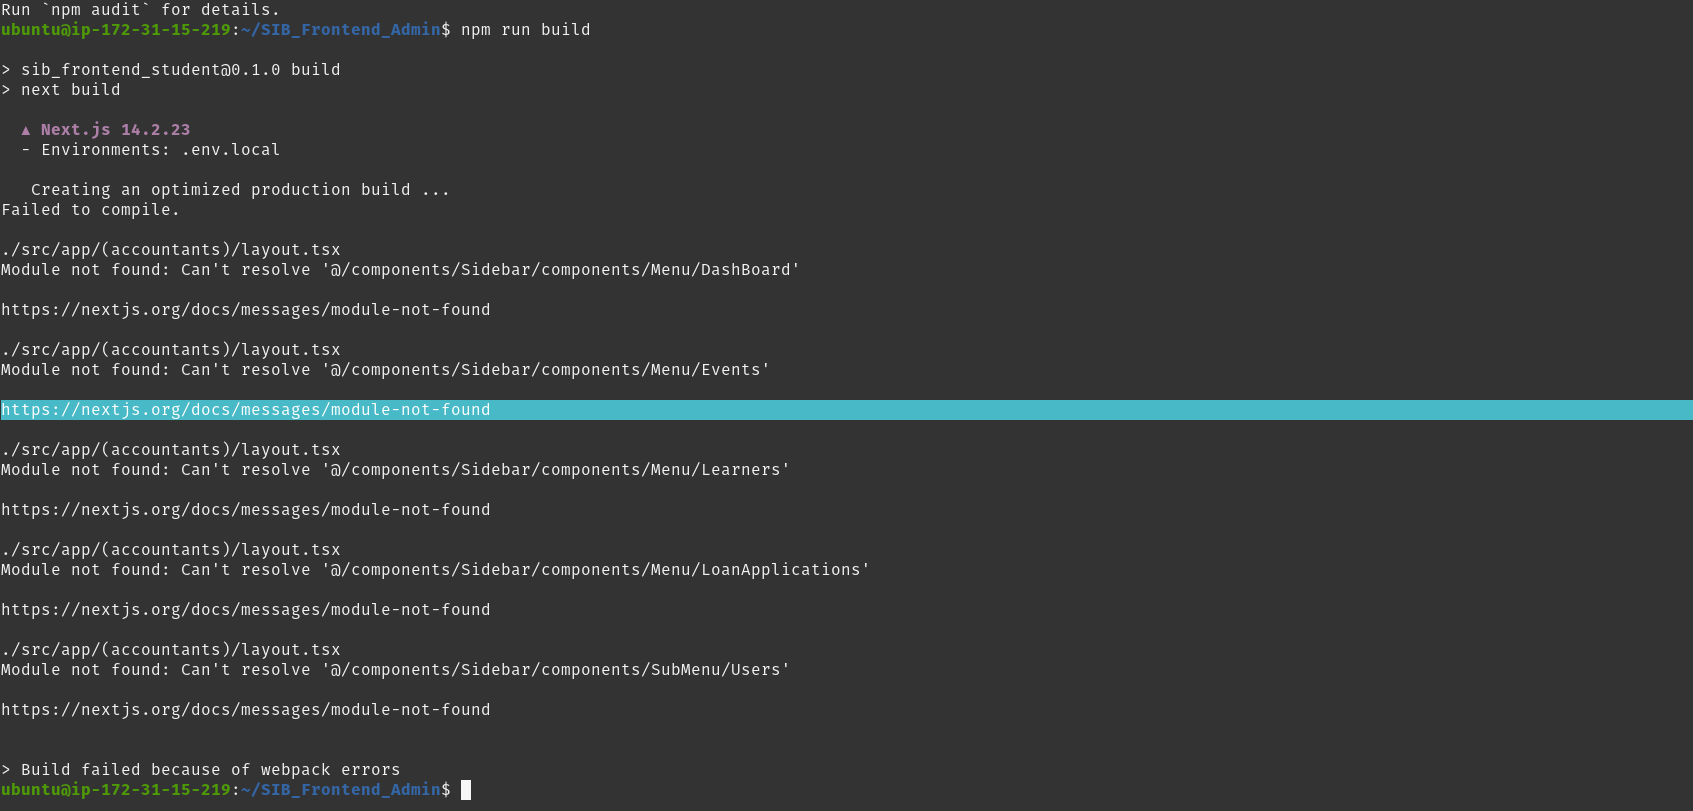 Run `npm audit` for details.
ubuntu@ip-172-31-15-219:~/SIB_Frontend_Admin$ npm run build
> sib_frontend_student@0.1.0 build
> next build
▲ Next.js 14.2.23
- Environments: .env.local
Creating an optimized production build ...
Failed to compile.
./src/app/(accountants)/layout.tsx
Module not found: Can't resolve '@/components/Sidebar/components/Menu/DashBoard'
https://nextjs.org/docs/messages/module-not-found
./src/app/(accountants)/layout.tsx
Module not found: Can't resolve '@/components/Sidebar/components/Menu/Events'
https://nextjs.org/docs/messages/module-not-found
./src/app/(accountants)/layout.tsx
Module not found: Can't resolve '@/components/Sidebar/components/Menu/Learners'
https://nextjs.org/docs/messages/module-not-found
./src/app/(accountants)/layout.tsx
Module not found: Can't resolve '@/components/Sidebar/components/Menu/LoanApplications'
https://nextjs.org/docs/messages/module-not-found
./src/app/(accountants)/layout.tsx
Module not found: Can't resolve '@/components/Sidebar/components/SubMenu/Users'
https://nextjs.org/docs/messages/module-not-found
> Build failed because of webpack errors
ubuntu@ip-172-31-15-219:~/SIB_Frontend_Admin$